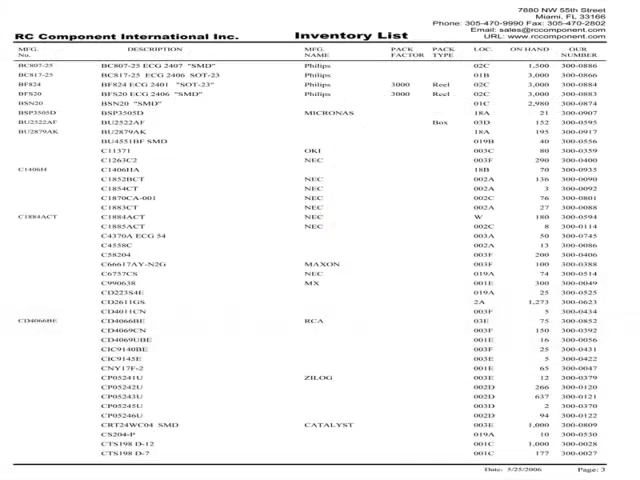 7880 NW 55th Street
Miami, FL 33166
Phone: 305-470-9990 Fax: 305-470-2802
Email: sales@rccomponent.com
RC Component International Inc. Inventory List URL: www.rccomponent.com
MFG. No. DESCRIPTION MFG. NAME PACK FACTOR PACK TYPE LOC. ON HAND OUR NUMBER
BC807-25 BC807-25 ECG 2407 "SMD" Philips 02C 1,500 300-0886
BC817-25 BC817-25 ECG 2406 SOT-23 Philips 01B 3,000 300-0866
BF824 BF824 ECG 2401 "SOT-23" Philips 3000 Reel 02C 3,000 300-0884
BFS20 BFS20 ECG 2406 "SMD" Philips 3000 Reel 02C 3,000 300-0883
BSN20 BSN20 "SMD" 01C 2,980 300-0874
BSP3505D BSP3505D MICRONAS 18A 21 300-0907
BU2522AF BU2522AF Box 03D 152 300-0595
BU2879AK BU2879AK 18A 195 300-0917
BU4551BF SMD 019B 40 300-0556
C11371 OKI 003C 80 300-0359
C1263C2 NEC 003F 290 300-0400
C1406H C1406HA 18B 70 300-0935
C1852BCT NEC 002A 136 300-0090
C1854CT NEC 002A 3 300-0092
C1870CA-001 NEC 002C 76 300-0801
C1883CT NEC 002A 27 300-0088
C1884ACT C1884ACT NEC W 180 300-0594
C1885ACT NEC 002C 8 300-0114
C4370A ECG 54 003A 50 300-0745
C4558C 002A 13 300-0086
C58204 003F 200 300-0406
C66617AY-N2G MAXON 003F 100 300-0388
C6757CS NEC 019A 74 300-0514
C990638 MX 001E 300 300-0049
CD223S4E 019A 25 300-0525
CD2611GS 2A 1,273 300-0623
CD4011CN 003F 5 300-0434
CD4066BE CD4066BE RCA 03E 75 300-0852
CD4069CN 003F 150 300-0392
CD4069UBE 001E 16 300-0056
CIC9140BE 003F 25 300-0431
CIC9145E 003E 5 300-0422
CNY17F-2 001E 65 300-0047
CP05241U ZILOG 003E 12 300-0379
CP05242U 002D 266 300-0120
CP05243U 002D 637 300-0121
CP05245U 003D 2 300-0370
CP05246U 002D 94 300-0122
CRT24WC04 SMD CATALYST 003E 1,000 300-0809
CS204-P 019A 10 300-0530
CTS198 D-12 001C 1,000 300-0028
CTS198 D-7 001C 177 300-0027
Date: 5/25/2006 Page: 3